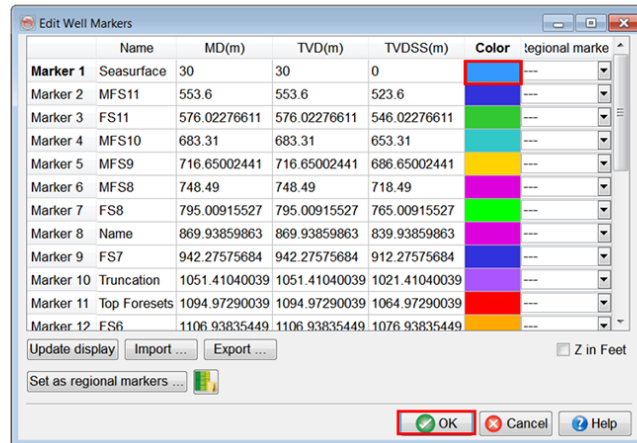 Edit Well Markers
Name MD(m) TVD(m) TVDSS(m) Color Regional marke
Marker 1 Seasurface 30 30 0 ---
Marker 2 MFS11 553.6 553.6 523.6 ---
Marker 3 FS11 576.02276611 576.02276611 546.02276611 ---
Marker 4 MFS10 683.31 683.31 653.31 ---
Marker 5 MFS9 716.65002441 716.65002441 686.65002441 ---
Marker 6 MFS8 748.49 748.49 718.49 ---
Marker 7 FS8 795.00915527 795.00915527 765.00915527 ---
Marker 8 Name 869.93859863 869.93859863 839.93859863 ---
Marker 9 FS7 942.27575684 942.27575684 912.27575684 ---
Marker 10 Truncation 1051.41040039 1051.41040039 1021.41040039 ---
Marker 11 Top Foresets 1094.97290039 1094.97290039 1064.97290039 ---
Marker 12 FS6 1106.93835449 1106.93835449 1076.93835449 ---
Update display Import ... Export ... Z in Feet
Set as regional markers ...
OK Cancel Help